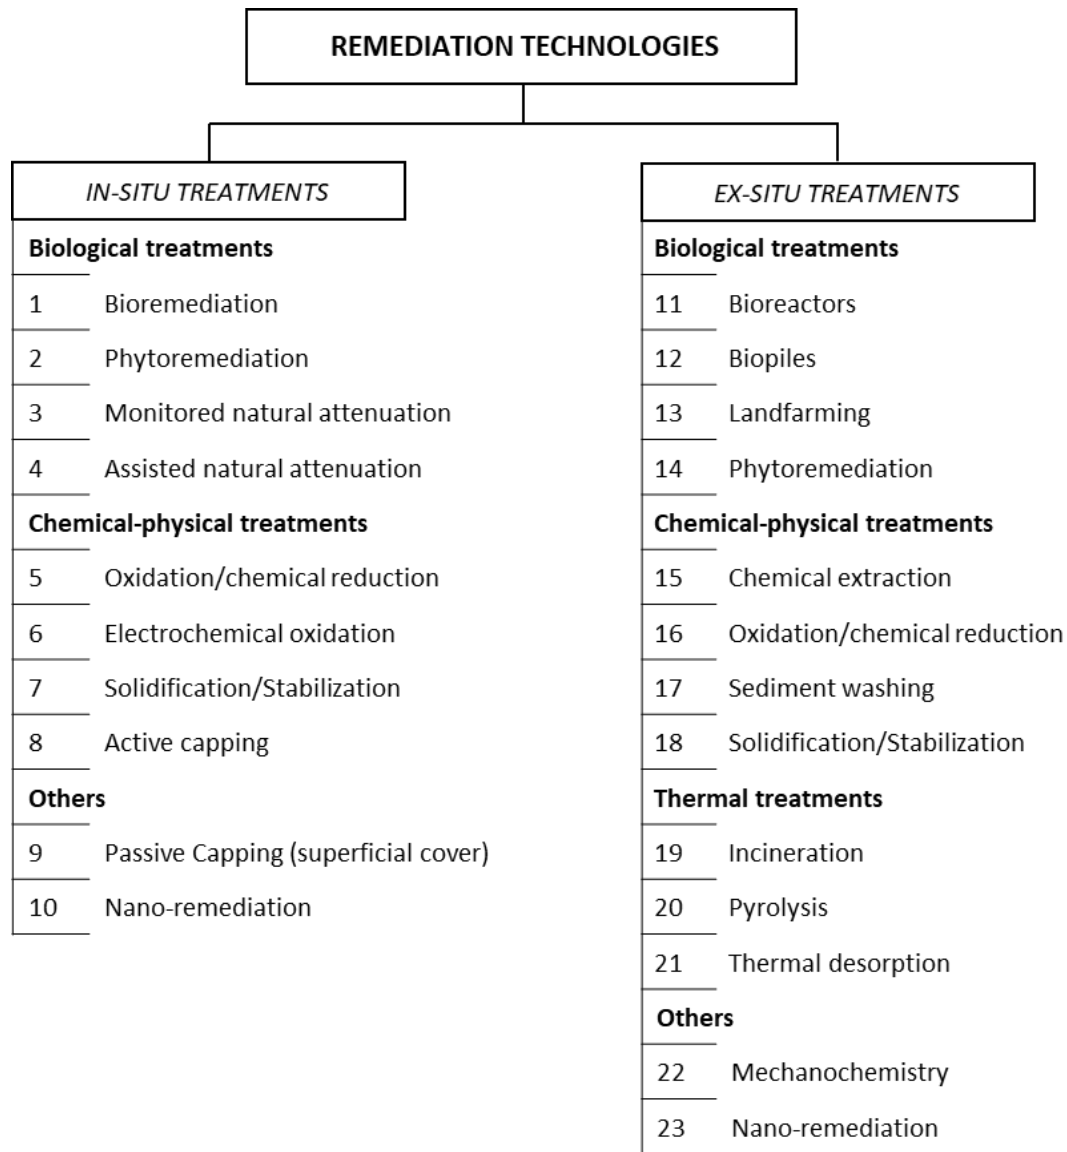 REMEDIATION TECHNOLOGIES
IN-SITU TREATMENTS
Biological treatments
1 Bioremediation
2 Phytoremediation
3 Monitored natural attenuation
4 Assisted natural attenuation
Chemical-physical treatments
5 Oxidation/chemical reduction
6 Electrochemical oxidation
7 Solidification/Stabilization
8 Active capping
Others
9 Passive Capping (superficial cover)
10 Nano-remediation
EX-SITU TREATMENTS
Biological treatments
11 Bioreactors
12 Biopiles
13 Landfarming
14 Phytoremediation
Chemical-physical treatments
15 Chemical extraction
16 Oxidation/chemical reduction
17 Sediment washing
18 Solidification/Stabilization
Thermal treatments
19 Incineration
20 Pyrolysis
21 Thermal desorption
Others
22 Mechanochemistry
23 Nano-remediation